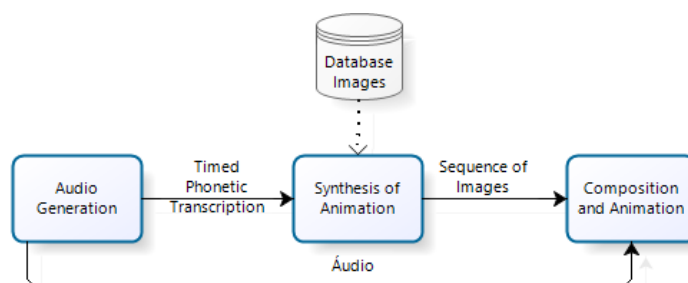 Database
Images
Audio
Generation
Timed
Phonetic
Transcription
Synthesis of
Animation
Sequence of
Images
Composition
and Animation
Áudio